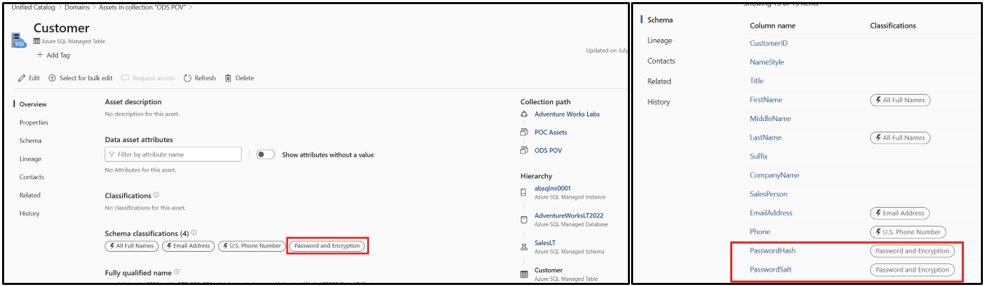 Unified Catalog > Domains > Assets in collection "ODS POV" >
Customer
SQL
Azure SQL Managed Table
+ Add Tag
Updated on July
Edit Select for bulk edit Request access Refresh Delete
Overview
Properties
Schema
Lineage
Contacts
Related
History
Asset description
No description for this asset.
Data asset attributes
Filter by attribute name
Show attributes without a value
No Attributes for this asset.
Classifications
No classifications for this asset.
Schema classifications (4)
All Full Names Email Address U.S. Phone Number Password and Encryption
Fully qualified name
Collection path
Adventure Works Labs
POC Assets
ODS POV
Hierarchy
absqlmi0001
Azure SQL Managed Instance
AdventureWorksLT2022
Azure SQL Managed Database
SalesLT
Azure SQL Managed Schema
Customer
Azure SQL Managed Table
Schema
Lineage
Contacts
Related
History
Column name Classifications
CustomerID
NameStyle
Title
FirstName All Full Names
MiddleName
LastName All Full Names
Suffix
CompanyName
SalesPerson
EmailAddress Email Address
Phone U.S. Phone Number
PasswordHash Password and Encryption
PasswordSalt Password and Encryption